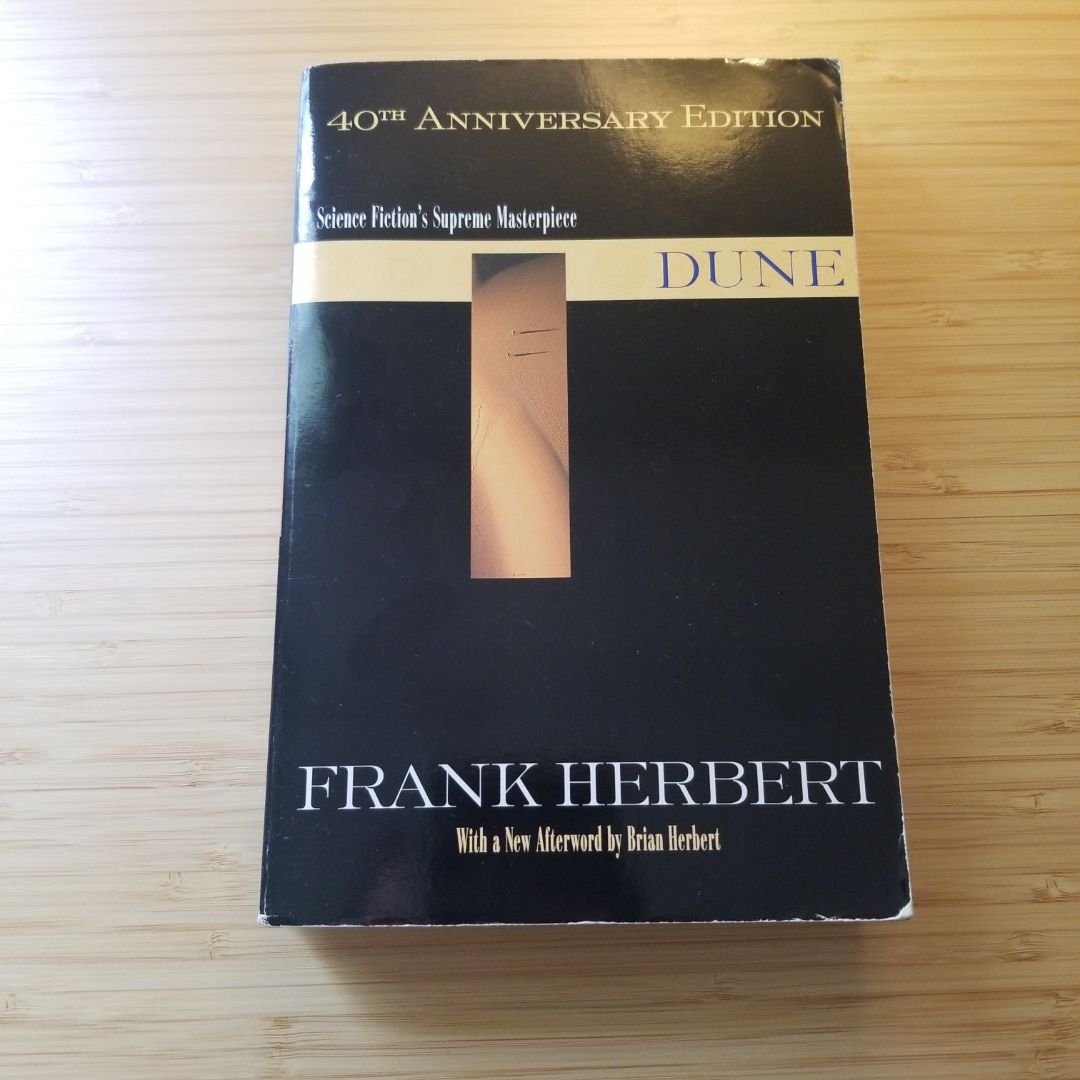 40TH ANNIVERSARY EDITION
Science Fiction's Supreme Masterpiece
DUNE
FRANK HERBERT
With a New Afterword by Brian Herbert